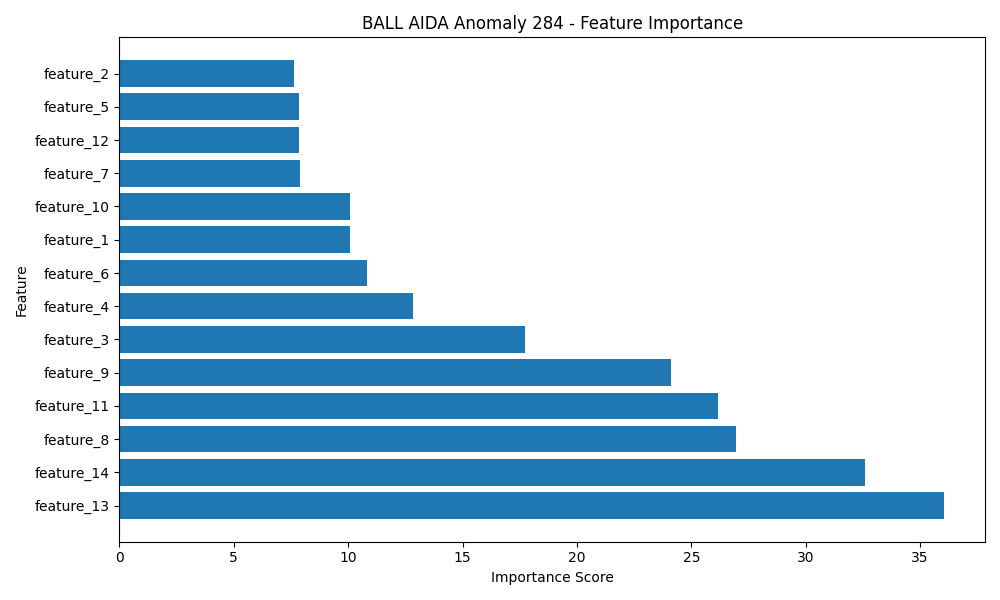 BALL AIDA Anomaly 284 - Feature Importance
feature_2
feature_5
feature_12
feature_7
feature_10
feature_1
feature_6
feature_4
feature_3
feature_9
feature_11
feature_8
feature_14
feature_13
Feature
0 5 10 15 20 25 30 35
Importance Score